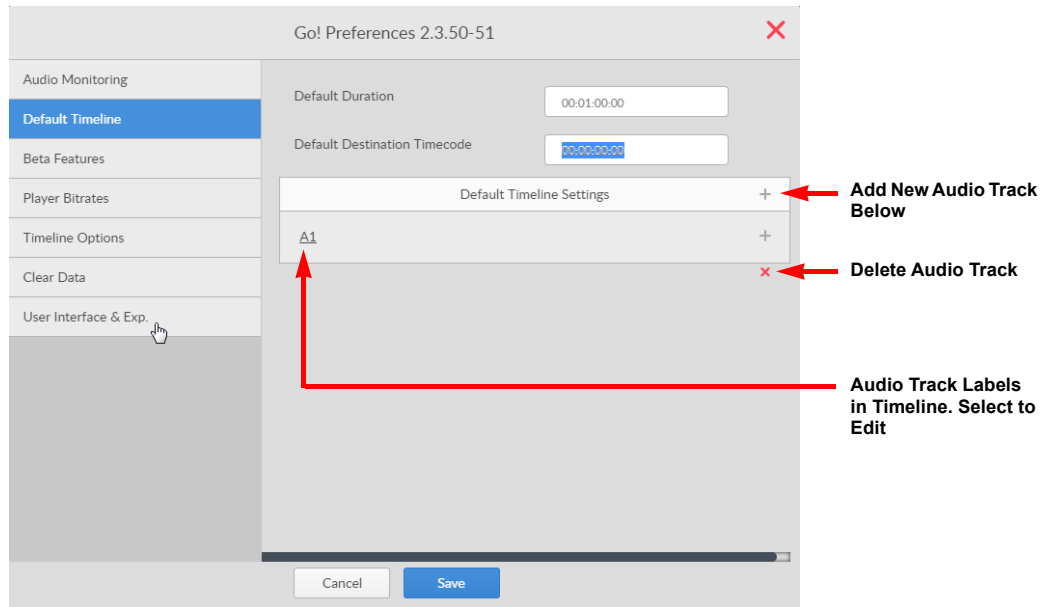 Go! Preferences 2.3.50-51
Audio Monitoring
Default Timeline
Beta Features
Player Bitrates
Timeline Options
Clear Data
User Interface & Exp.
Default Duration
00:01:00:00
Default Destination Timecode
00:00:00:00
Default Timeline Settings
A1
Cancel
Save
Add New Audio Track
Below
Delete Audio Track
Audio Track Labels
in Timeline. Select to
Edit